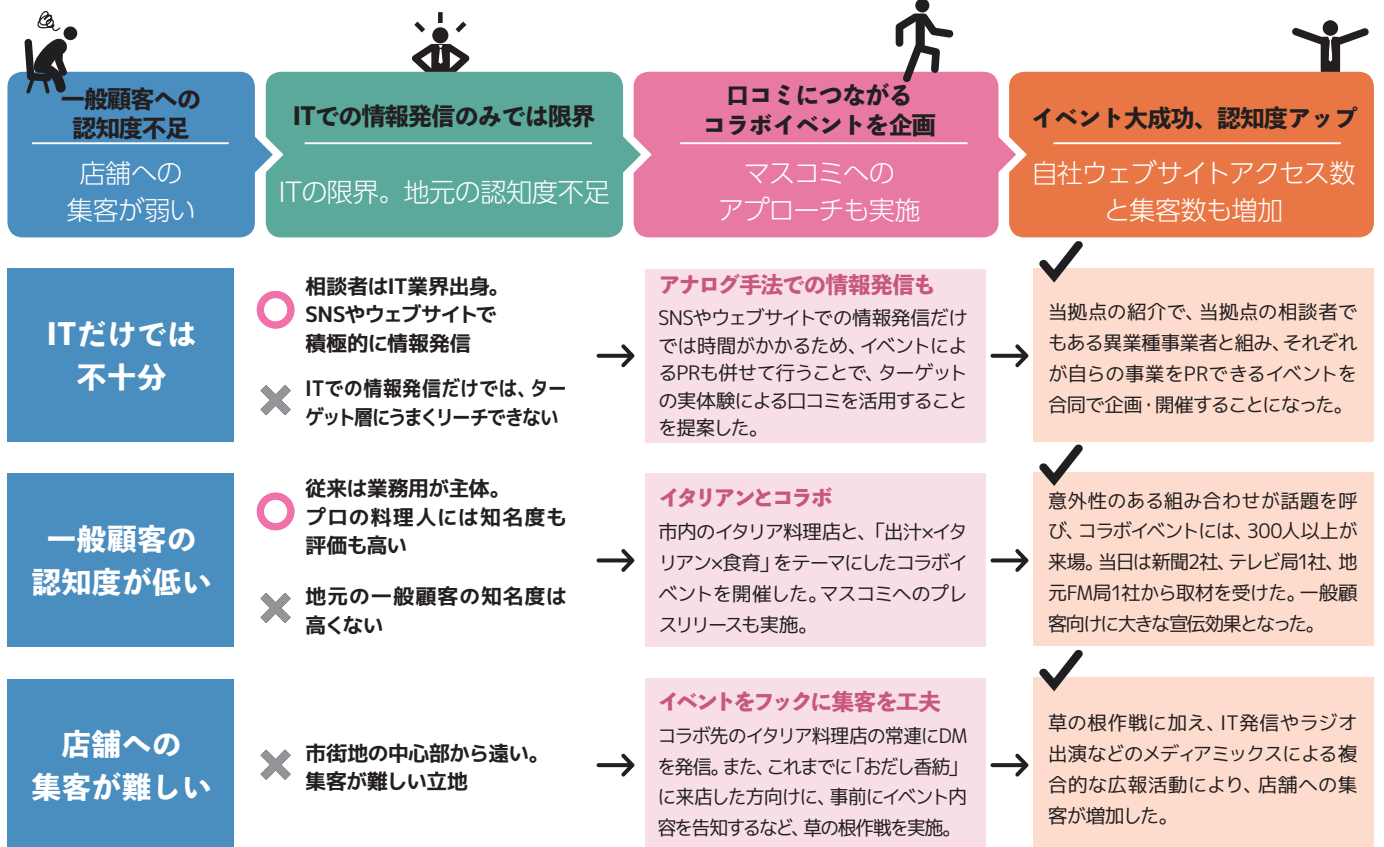 一般顧客への
認知度不足
店舗への
集客が弱い
ITでの情報発信のみでは限界
ITの限界。地元の認知度不足
口コミにつながる
コラボイベントを企画
マスコミへの
アプローチも実施
イベント大成功、認知度アップ
自社ウェブサイトアクセス数
と集客数も増加
ITだけでは
不十分
相談者はIT業界出身。
SNSやウェブサイトで
積極的に情報発信
ITでの情報発信だけでは、ター
ゲット層にうまくリーチできない
アナログ手法での情報発信も
SNSやウェブサイトでの情報発信だけ
では時間がかかるため、イベントによ
るPRも併せて行うことで、ターゲット
の実体験による口コミを活用すること
を提案した。
当拠点の紹介で、当拠点の相談者で
もある異業種事業者と組み、それぞれ
が自らの事業をPRできるイベントを
合同で企画・開催することになった。
一般顧客の
認知度が低い
従来は業務用が主体。
プロの料理人には知名度も
評価も高い
地元の一般顧客の知名度は
高くない
イタリアンとコラボ
市内のイタリア料理店と、「出汁×イタ
リアン×食育」をテーマにしたコラボイ
ベントを開催した。マスコミへのプレ
スリリースも実施。
意外性のある組み合わせが話題を呼
び、コラボイベントには、300人以上が
来場。当日は新聞2社、テレビ局1社、地
元FM局1社から取材を受けた。一般顧
客向けに大きな宣伝効果となった。
店舗への
集客が難しい
市街地の中心部から遠い。
集客が難しい立地
イベントをフックに集客を工夫
コラボ先のイタリア料理店の常連にDM
を発信。また、これまでに「おだし香紡」
に来店した方向けに、事前にイベント内
容を告知するなど、草の根作戦を実施。
草の根作戦に加え、IT発信やラジオ
出演などのメディアミックスによる複
合的な広報活動により、店舗への集
客が増加した。